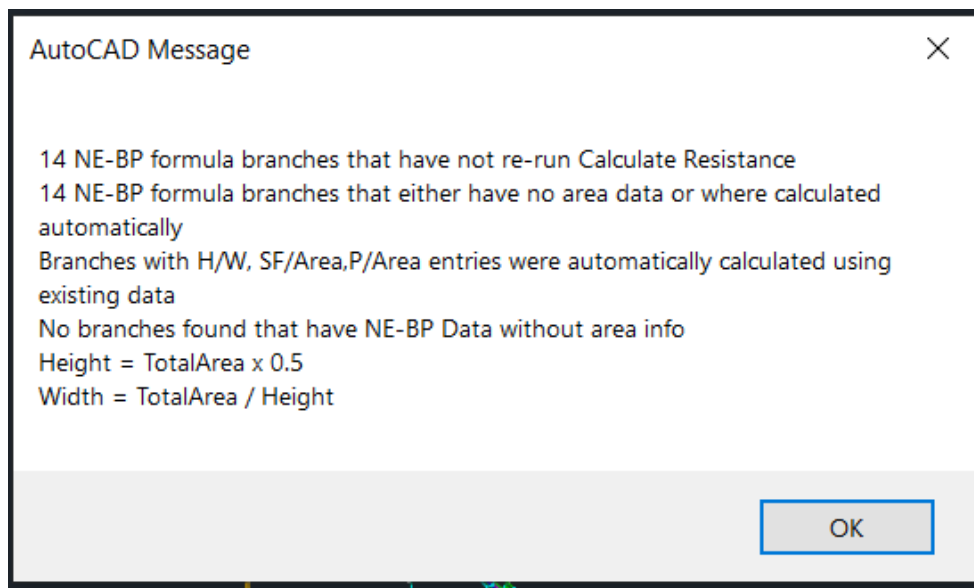 AutoCAD Message
14 NE-BP formula branches that have not re-run Calculate Resistance
14 NE-BP formula branches that either have no area data or where calculated
automatically
Branches with H/W, SF/Area,P/Area entries were automatically calculated using
existing data
No branches found that have NE-BP Data without area info
Height = TotalArea x 0.5
Width = TotalArea / Height
OK